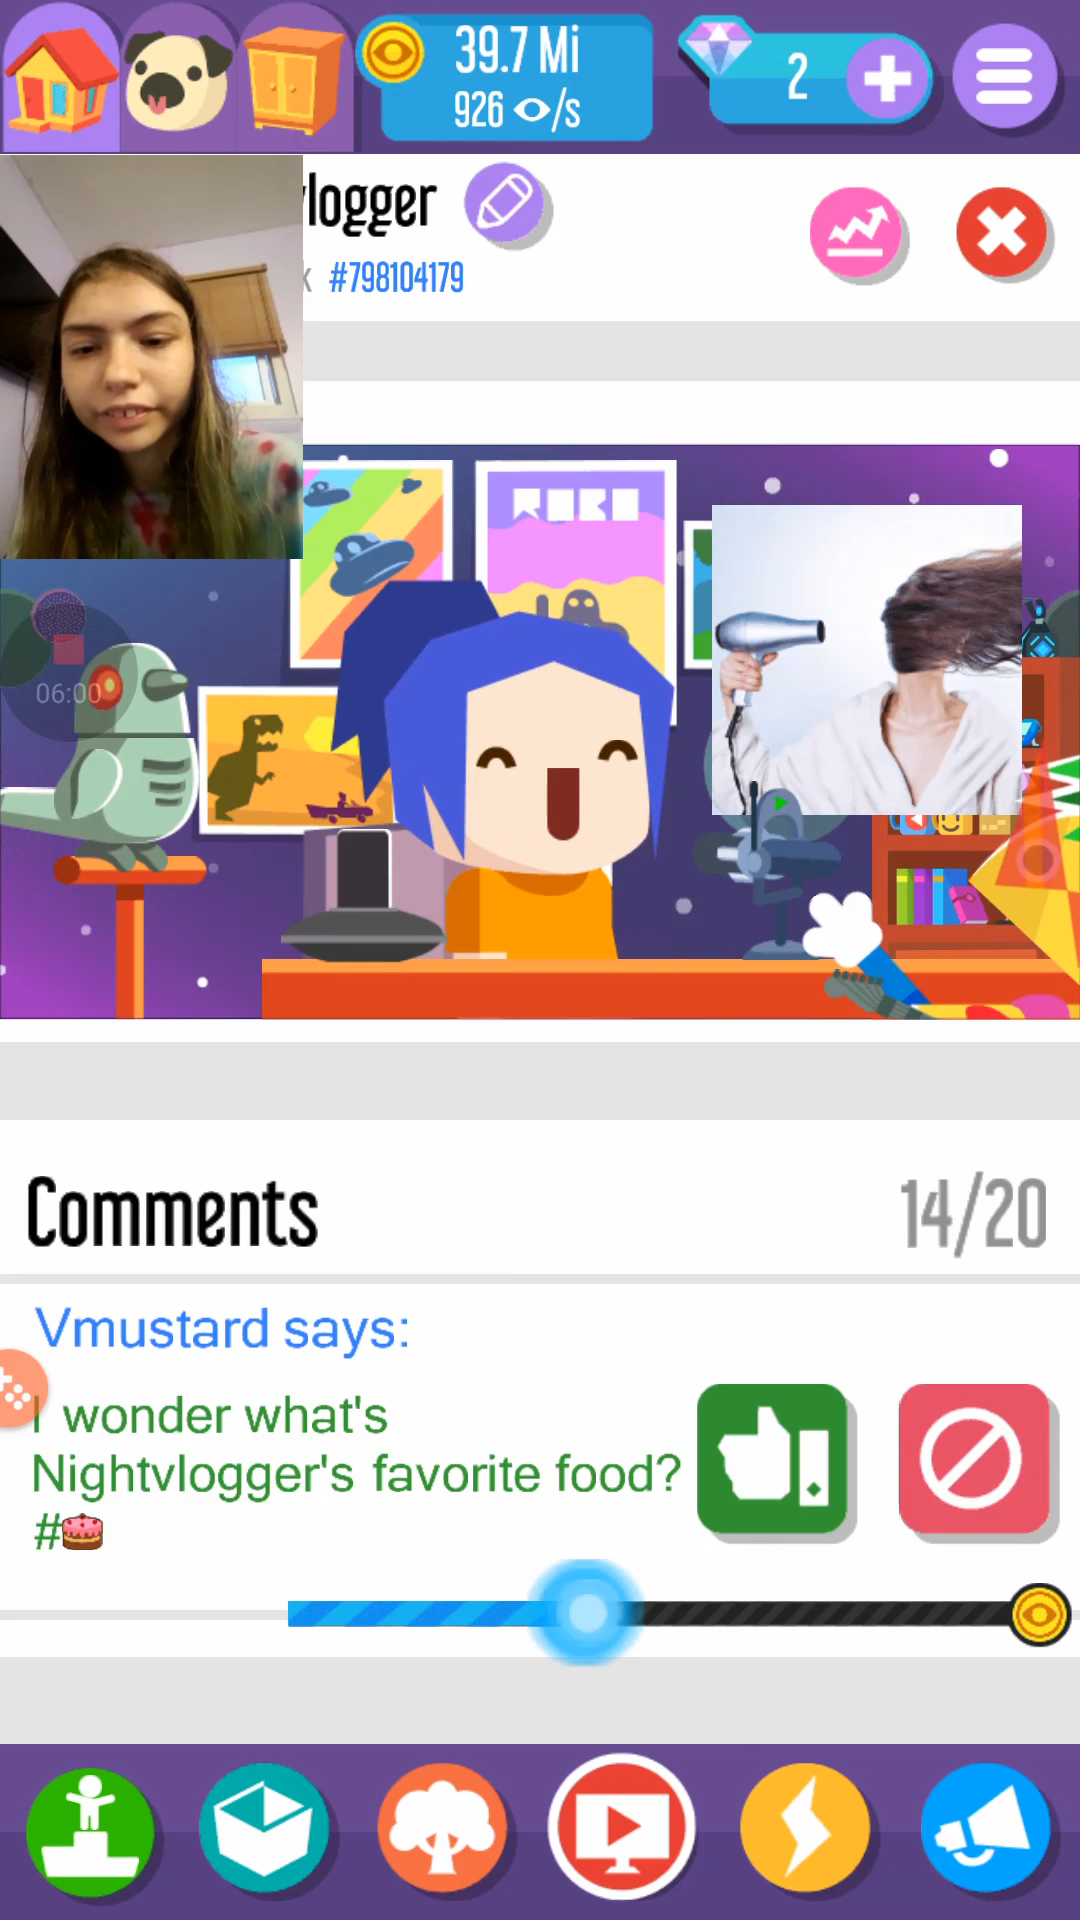 39.7 Mi
926 /s
2
logger
#798104179
06:00
Comments
14/20
Vmustard says:
I wonder what's
Nightvlogger's favorite food?
#🎂